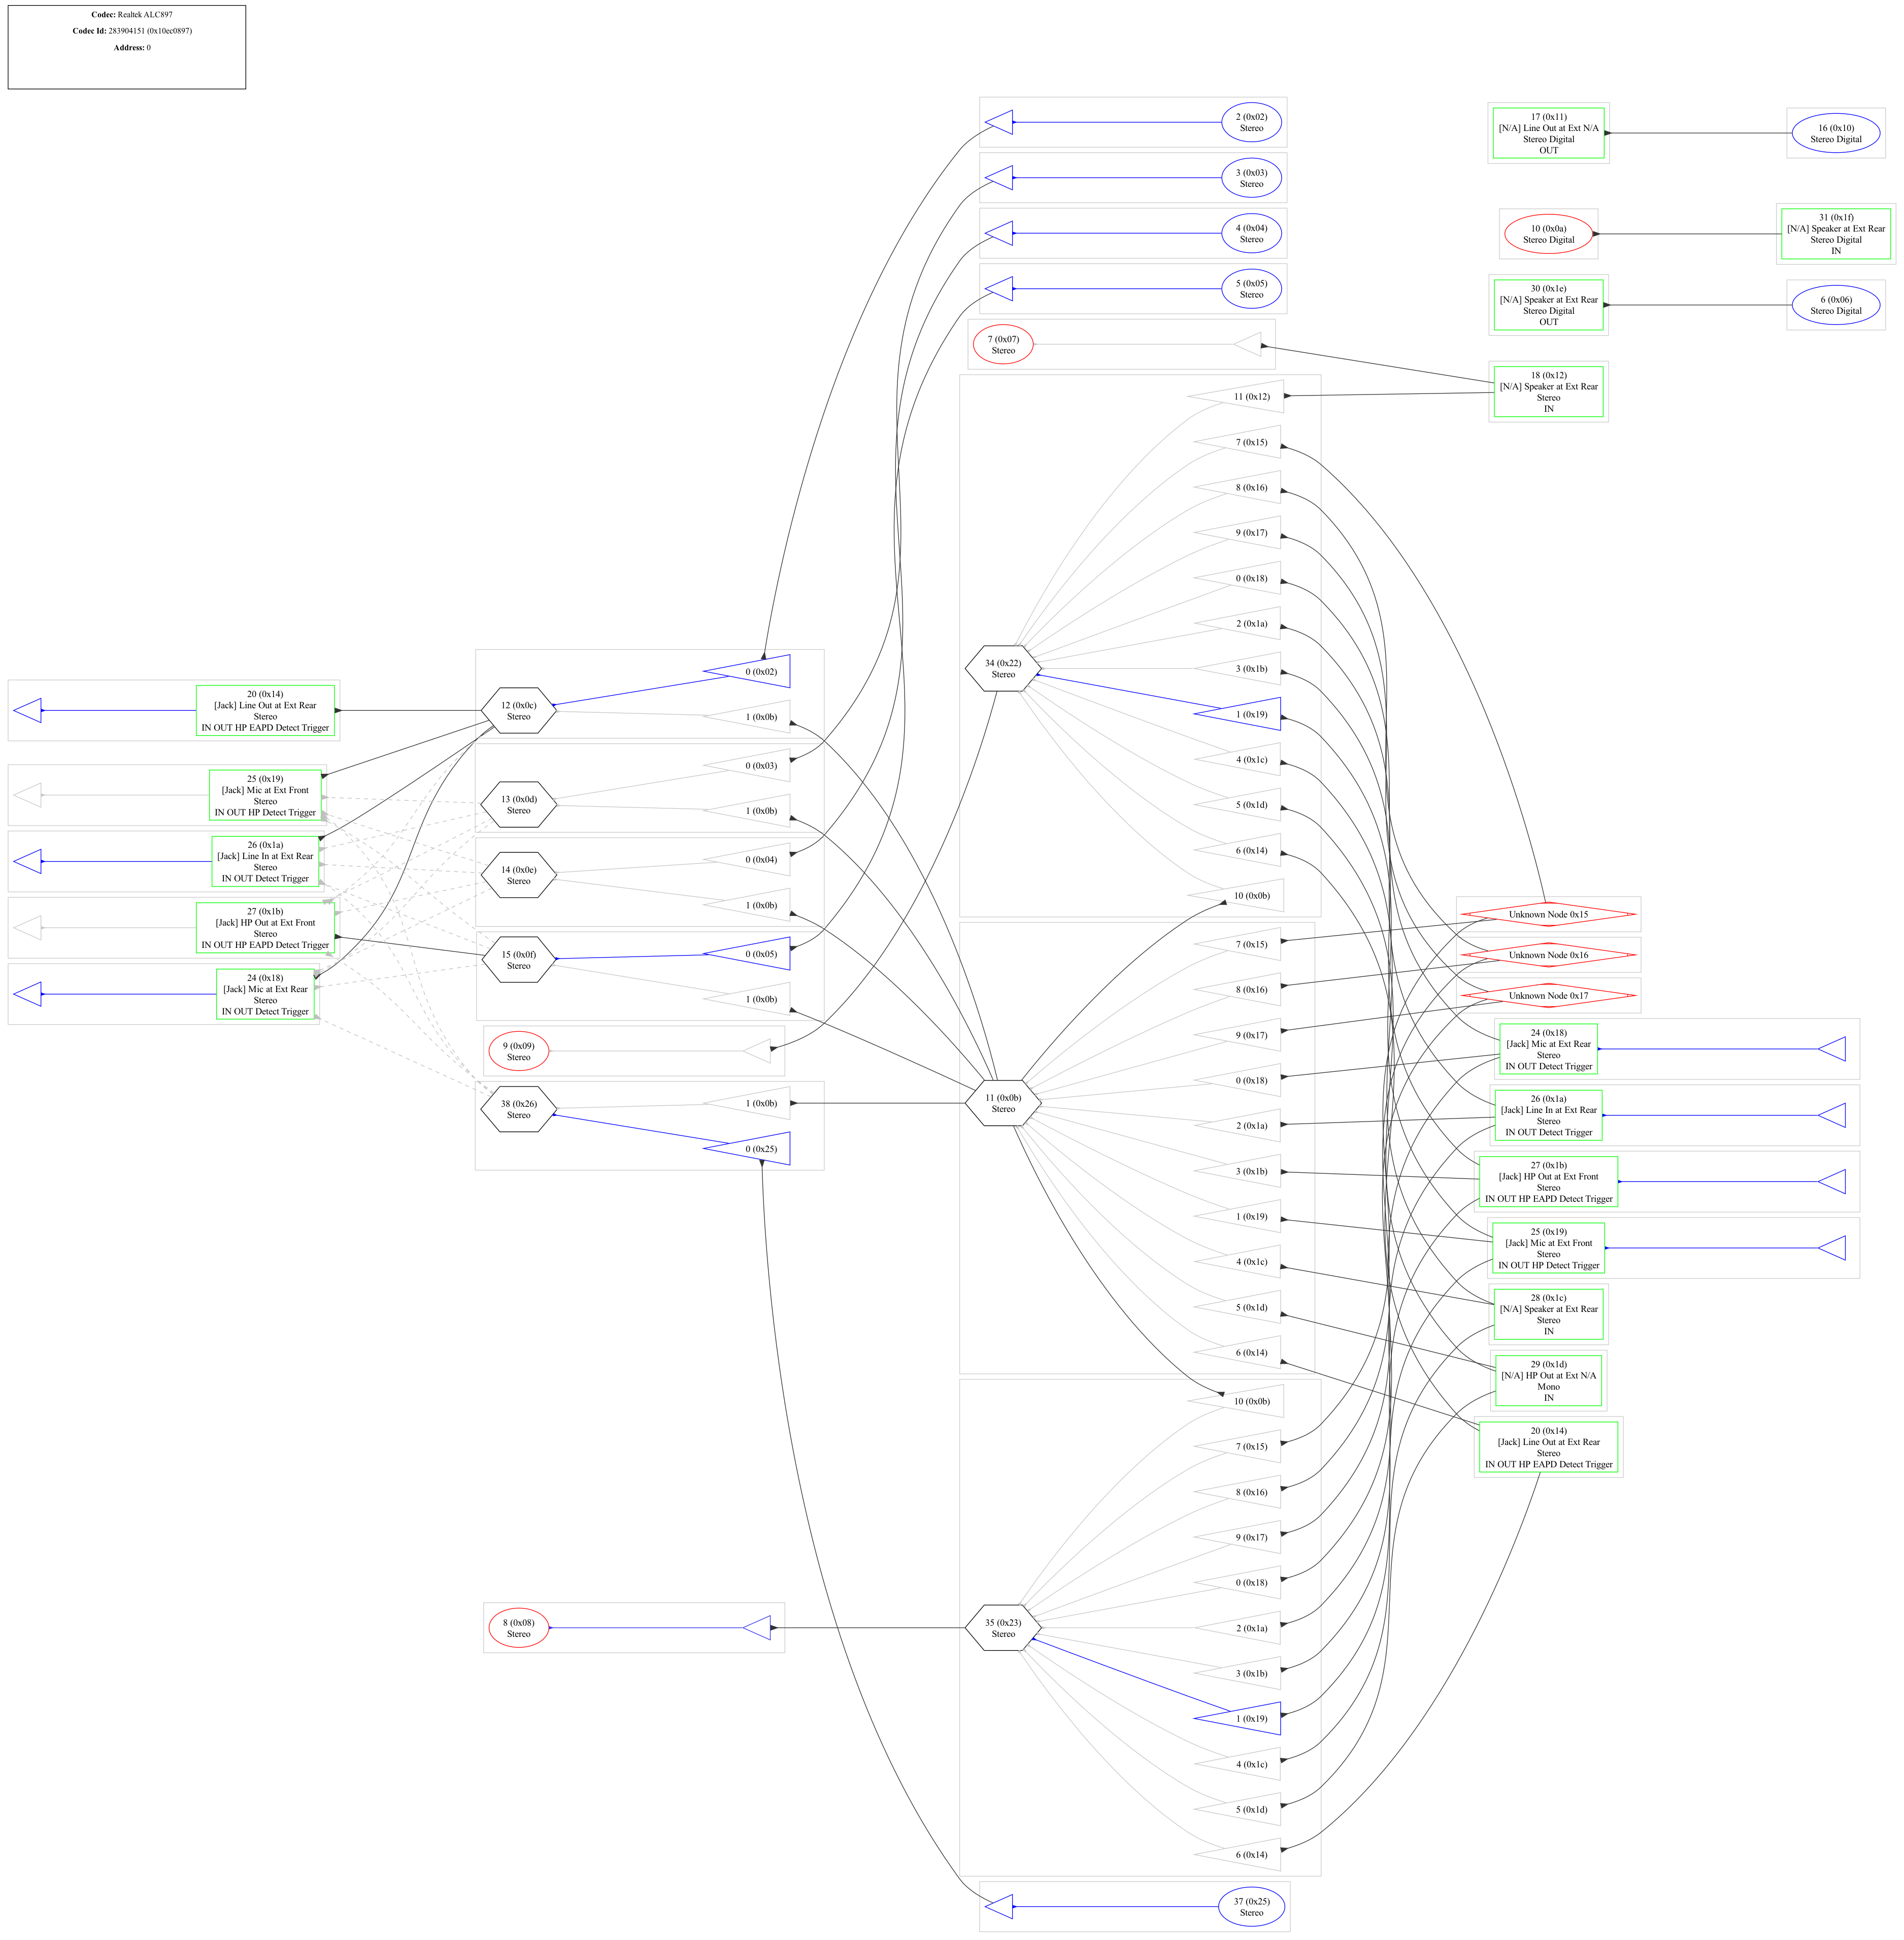 Codec: Realtek ALC897
Codec Id: 283904151 (0x10ec0897)
Address: 0
2 (0x02)
Stereo
3 (0x03)
Stereo
4 (0x04)
Stereo
5 (0x05)
Stereo
7 (0x07)
Stereo
17 (0x11)
[N/A] Line Out at Ext N/A
Stereo Digital
OUT
16 (0x10)
Stereo Digital
10 (0x0a)
Stereo Digital
31 (0x1f)
[N/A] Speaker at Ext Rear
Stereo Digital
IN
30 (0x1e)
[N/A] Speaker at Ext Rear
Stereo Digital
OUT
6 (0x06)
Stereo Digital
18 (0x12)
[N/A] Speaker at Ext Rear
Stereo
IN
20 (0x14)
[Jack] Line Out at Ext Rear
Stereo
IN OUT HP EAPD Detect Trigger
25 (0x19)
[Jack] Mic at Ext Front
Stereo
IN OUT HP Detect Trigger
26 (0x1a)
[Jack] Line In at Ext Rear
Stereo
IN OUT Detect Trigger
27 (0x1b)
[Jack] HP Out at Ext Front
Stereo
IN OUT HP EAPD Detect Trigger
24 (0x18)
[Jack] Mic at Ext Rear
Stereo
IN OUT Detect Trigger
12 (0x0c)
Stereo
0 (0x02)
1 (0x0b)
13 (0x0d)
Stereo
0 (0x03)
1 (0x0b)
14 (0x0e)
Stereo
0 (0x04)
1 (0x0b)
15 (0x0f)
Stereo
0 (0x05)
1 (0x0b)
9 (0x09)
Stereo
38 (0x26)
Stereo
1 (0x0b)
0 (0x25)
8 (0x08)
Stereo
34 (0x22)
Stereo
11 (0x12)
7 (0x15)
8 (0x16)
9 (0x17)
0 (0x18)
2 (0x1a)
3 (0x1b)
1 (0x19)
4 (0x1c)
5 (0x1d)
6 (0x14)
10 (0x0b)
11 (0x0b)
Stereo
7 (0x15)
8 (0x16)
9 (0x17)
0 (0x18)
2 (0x1a)
3 (0x1b)
1 (0x19)
4 (0x1c)
5 (0x1d)
6 (0x14)
35 (0x23)
Stereo
10 (0x0b)
7 (0x15)
8 (0x16)
9 (0x17)
0 (0x18)
2 (0x1a)
3 (0x1b)
1 (0x19)
4 (0x1c)
5 (0x1d)
6 (0x14)
37 (0x25)
Stereo
Unknown Node 0x15
Unknown Node 0x16
Unknown Node 0x17
24 (0x18)
[Jack] Mic at Ext Rear
Stereo
IN OUT Detect Trigger
26 (0x1a)
[Jack] Line In at Ext Rear
Stereo
IN OUT Detect Trigger
27 (0x1b)
[Jack] HP Out at Ext Front
Stereo
IN OUT HP EAPD Detect Trigger
25 (0x19)
[Jack] Mic at Ext Front
Stereo
IN OUT HP Detect Trigger
28 (0x1c)
[N/A] Speaker at Ext Rear
Stereo
IN
29 (0x1d)
[N/A] HP Out at Ext N/A
Mono
IN
20 (0x14)
[Jack] Line Out at Ext Rear
Stereo
IN OUT HP EAPD Detect Trigger